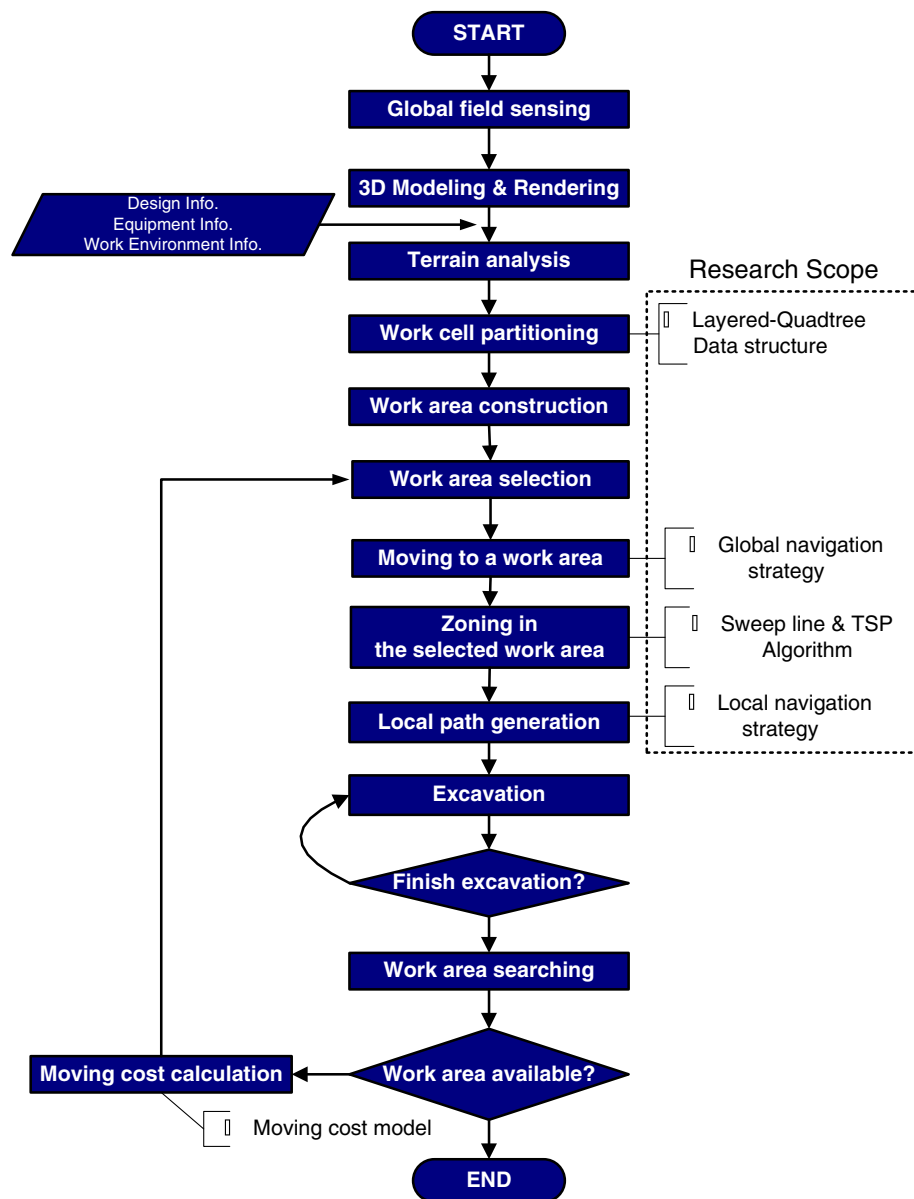 START
Global field sensing
3D Modeling & Rendering
Design Info.
Equipment Info.
Work Environment Info.
Terrain analysis
Research Scope
Work cell partitioning
Layered-Quadtree
Data structure
Work area construction
Work area selection
Moving to a work area
Global navigation
strategy
Zoning in
the selected work area
Sweep line & TSP
Algorithm
Local path generation
Local navigation
strategy
Excavation
Finish excavation?
Work area searching
Work area available?
Moving cost calculation
Moving cost model
END